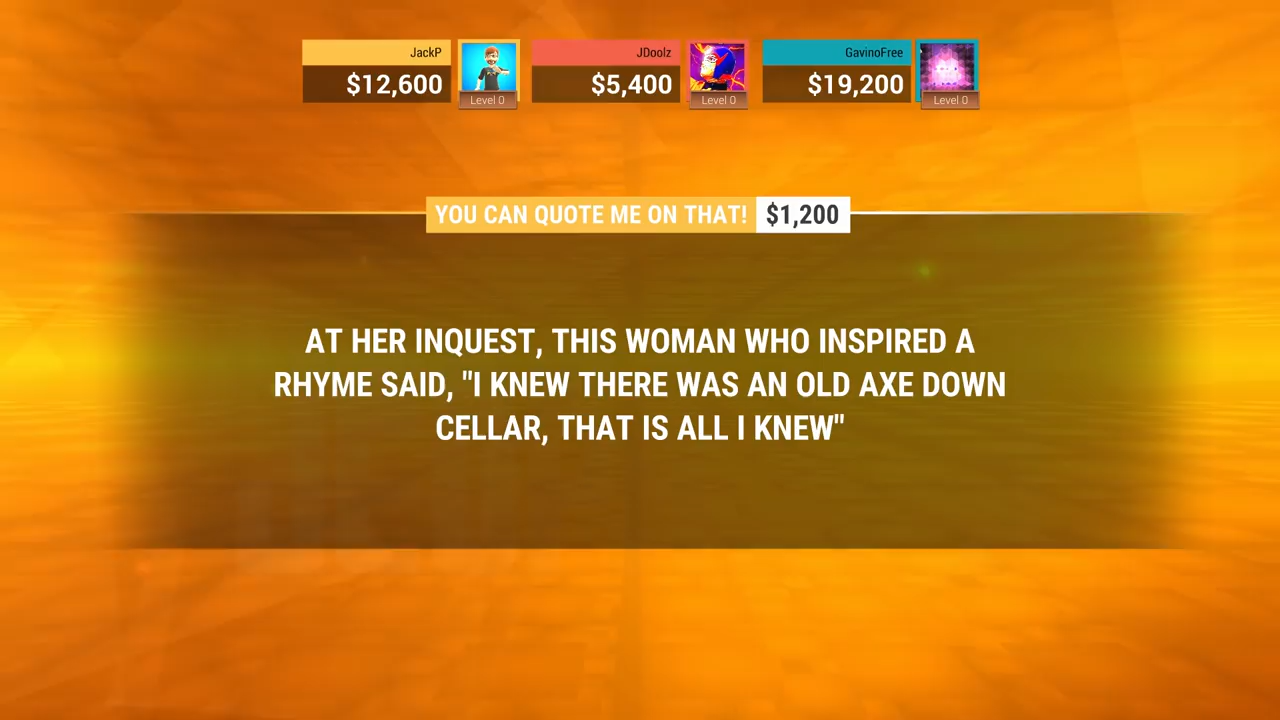 JackP
$12,600
Level 0
JDoolz
$5,400
Level 0
GavinoFree
$19,200
Level 0
YOU CAN QUOTE ME ON THAT! $1,200
AT HER INQUEST, THIS WOMAN WHO INSPIRED A
RHYME SAID, "I KNEW THERE WAS AN OLD AXE DOWN
CELLAR, THAT IS ALL I KNEW"